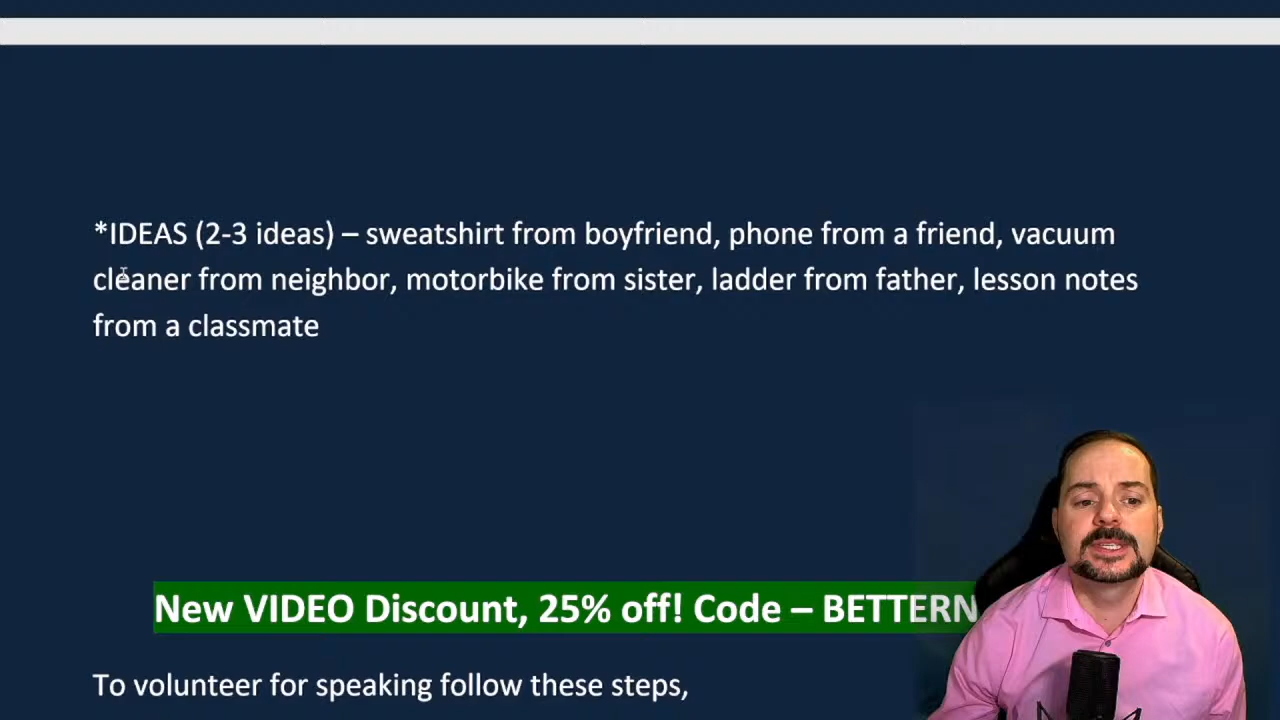 *IDEAS (2-3 ideas) – sweatshirt from boyfriend, phone from a friend, vacuum
cleaner from neighbor, motorbike from sister, ladder from father, lesson notes
from a classmate
New VIDEO Discount, 25% off! Code – BETTERN
To volunteer for speaking follow these steps,